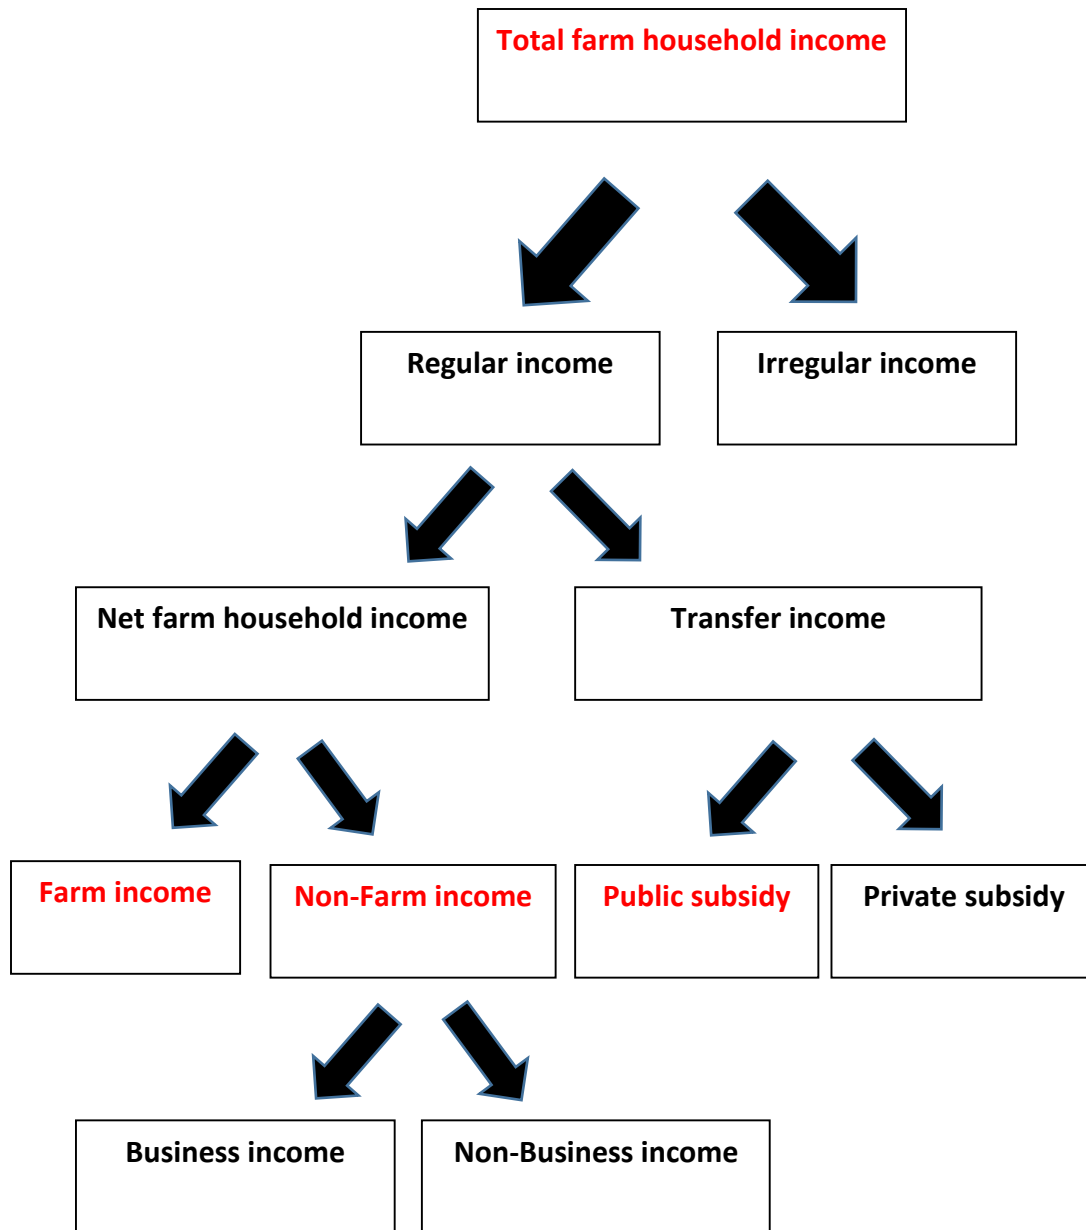 Total farm household income
Regular income
Irregular income
Net farm household income
Transfer income
Farm income
Non-Farm income
Public subsidy
Private subsidy
Business income
Non-Business income